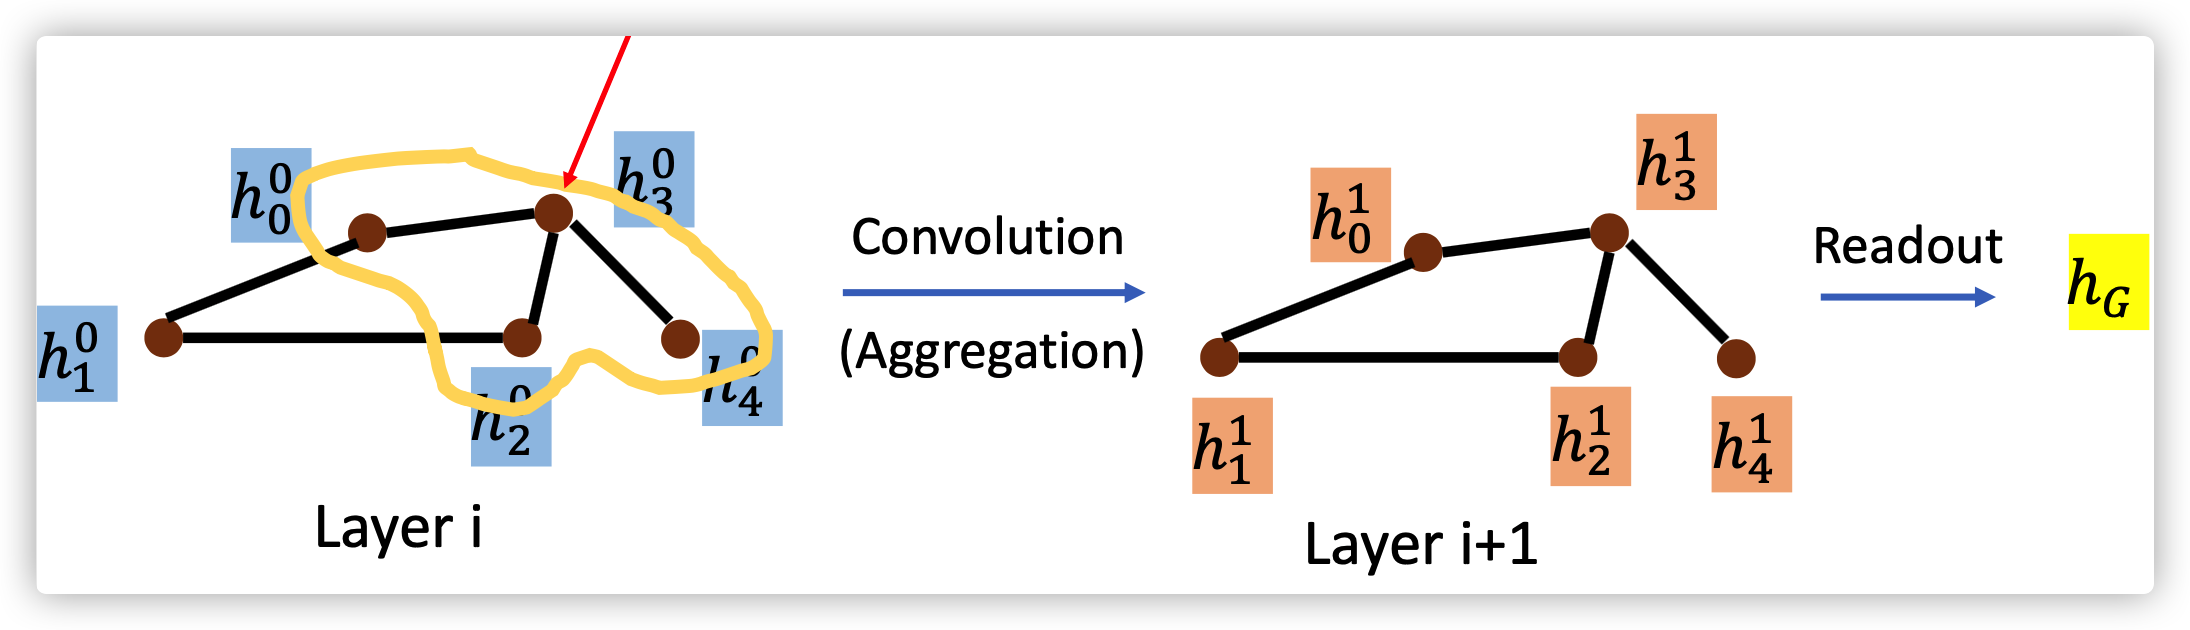 h_0^0
h_3^0
h_1^0
h_2^0
h_4^0
Layer i
Convolution
(Aggregation)
h_0^1
h_3^1
h_1^1
h_2^1
h_4^1
Layer i+1
Readout
h_G